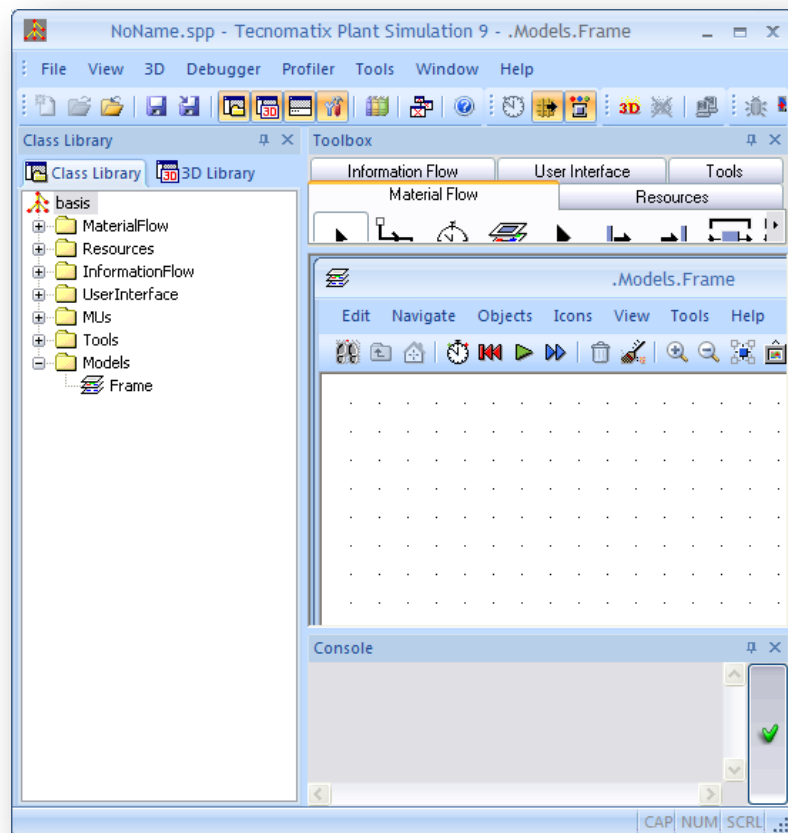 NoName.spp - Tecnomatix Plant Simulation 9 - .Models.Frame
File View 3D Debugger Profiler Tools Window Help
3D 3D
Class Library
Toolbox
Class Library 3D Library
Information Flow User Interface Tools
Material Flow Resources
basis
MaterialFlow
Resources
InformationFlow
UserInterface
MUs
Tools
Models
Frame
.Models.Frame
Edit Navigate Objects Icons View Tools Help
Console
CAP NUM SCRL